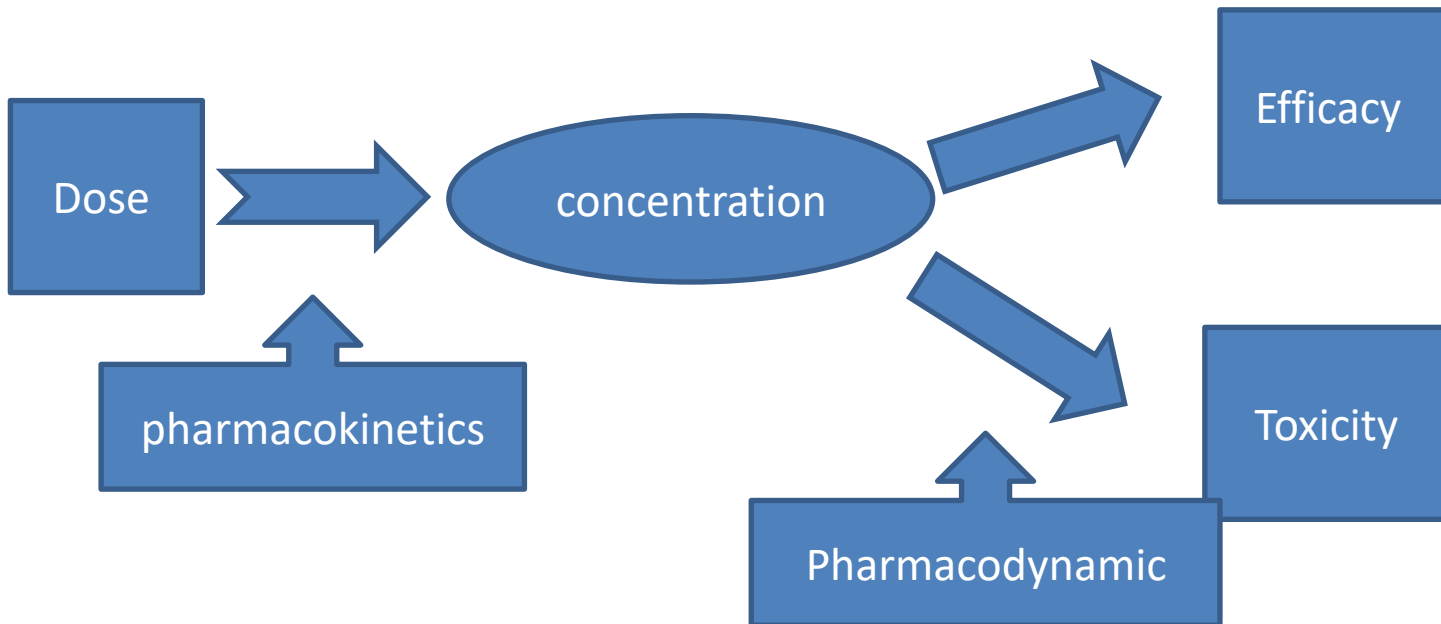 Dose
concentration
Efficacy
pharmacokinetics
Toxicity
Pharmacodynamic